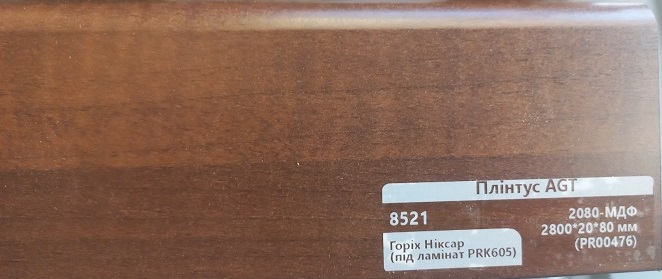 Плінтус AGT
8521
2080-МДФ
2800*20*80 мм
(PR00476)
Горіх Ніксар
(під ламінат PRK605)